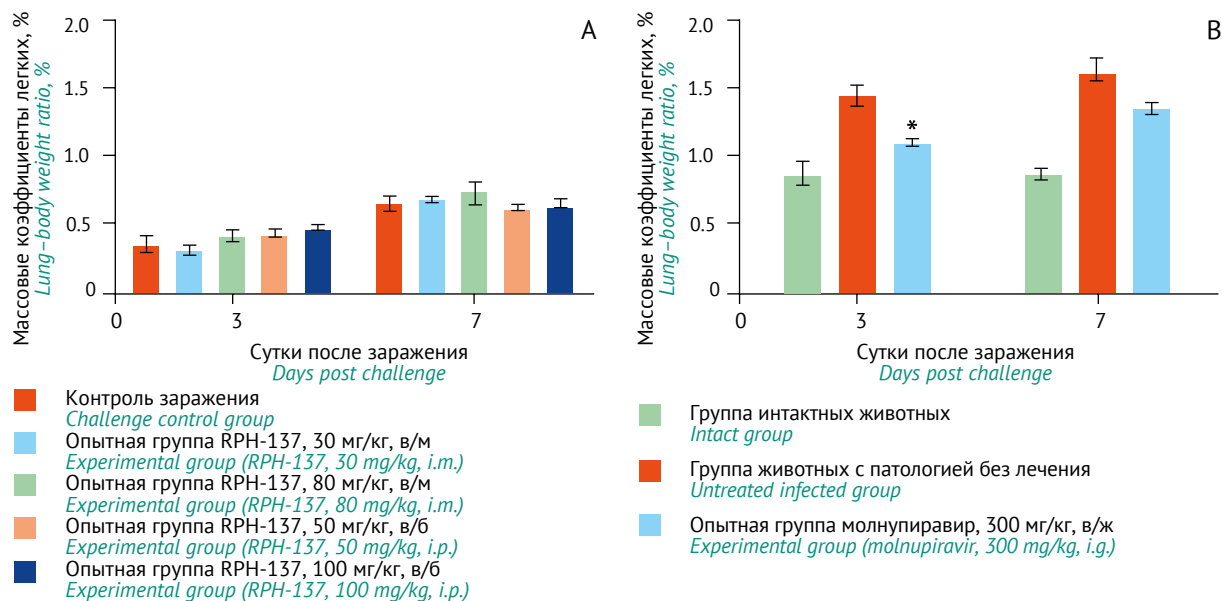 A
Массовые коэффициенты легких, %
Lung–body weight ratio, %
2.0
1.5
1.0
0.5
0
0
3
7
Сутки после заражения
Days post challenge
Контроль заражения
Challenge control group
Опытная группа RPH-137, 30 мг/кг, в/м
Experimental group (RPH-137, 30 mg/kg, i.m.)
Опытная группа RPH-137, 80 мг/кг, в/м
Experimental group (RPH-137, 80 mg/kg, i.m.)
Опытная группа RPH-137, 50 мг/кг, в/б
Experimental group (RPH-137, 50 mg/kg, i.p.)
Опытная группа RPH-137, 100 мг/кг, в/б
Experimental group (RPH-137, 100 mg/kg, i.p.)
B
Массовые коэффициенты легких, %
Lung–body weight ratio, %
2.0
1.5
1.0
0.5
0
*
0
3
7
Сутки после заражения
Days post challenge
Группа интактных животных
Intact group
Группа животных с патологией без лечения
Untreated infected group
Опытная группа молнупиравир, 300 мг/кг, в/ж
Experimental group (molnupiravir, 300 mg/kg, i.g.)